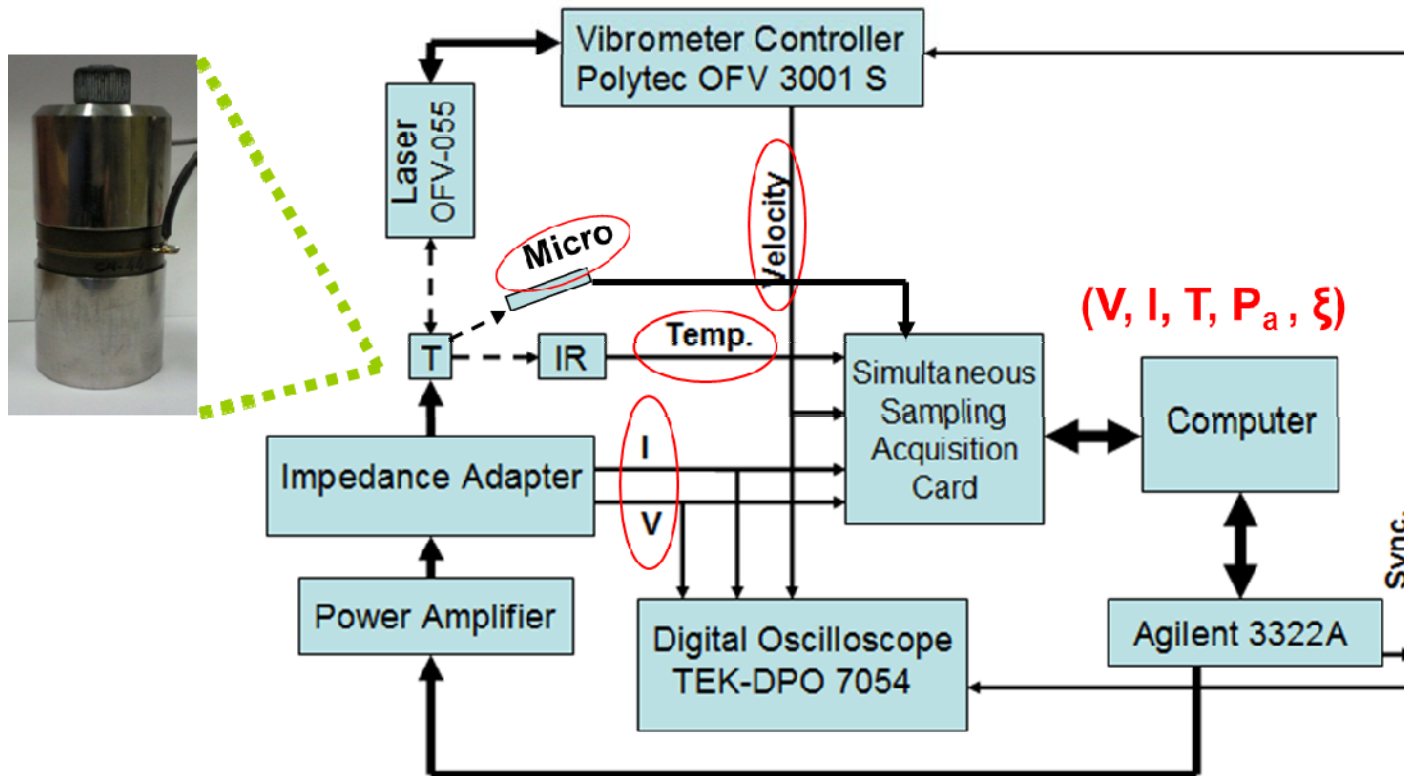 Vibrometer Controller
Polytec OFV 3001 S
Laser
OFV-055
Micro
Velocity
(V, I, T, Pₐ , ξ)
T
IR
Temp.
Simultaneous
Sampling
Acquisition
Card
Computer
Impedance Adapter
I
V
Power Amplifier
Digital Oscilloscope
TEK-DPO 7054
Agilent 3322A
Sync.